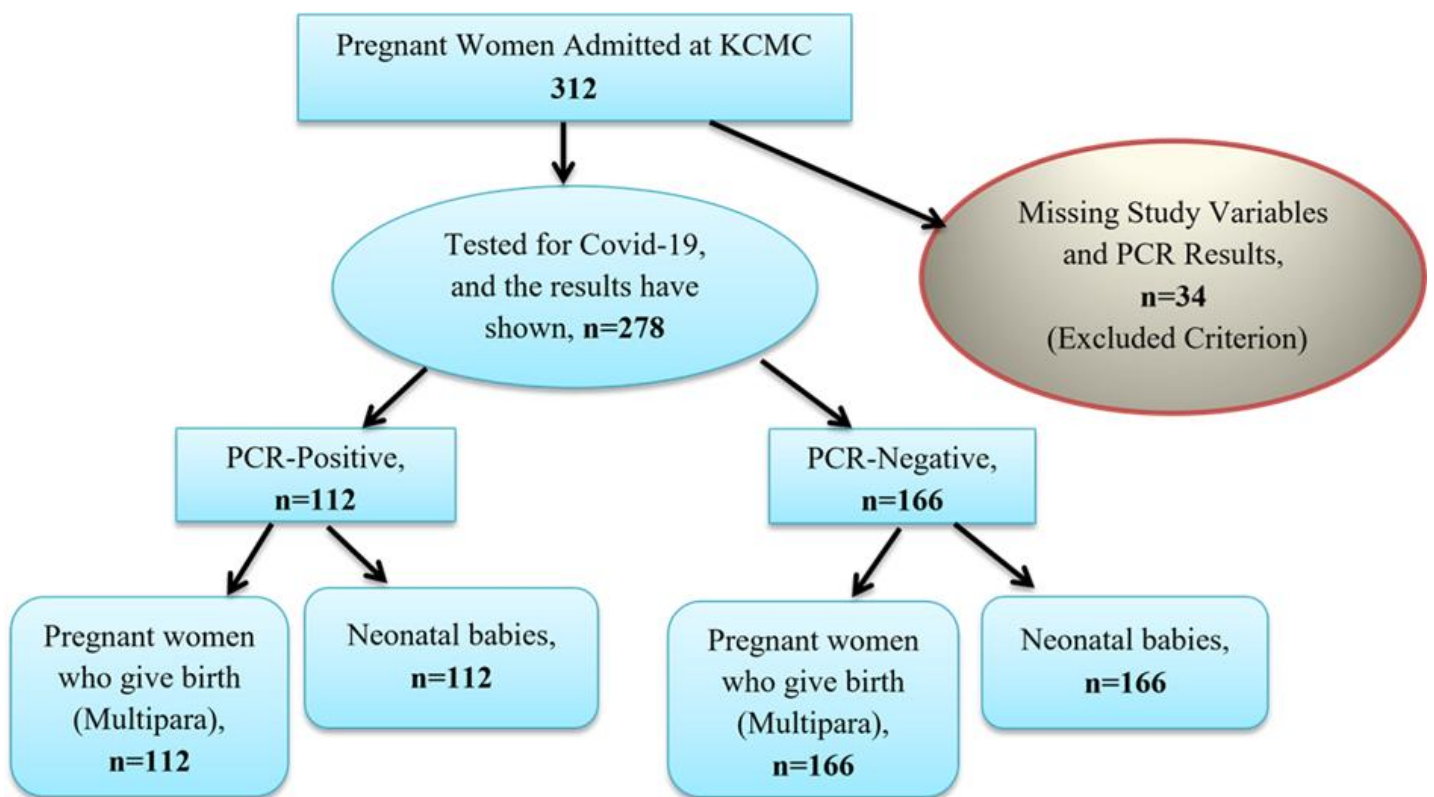 Pregnant Women Admitted at KCMC
312
Tested for Covid-19,
and the results have
shown, n=278
Missing Study Variables
and PCR Results,
n=34
(Excluded Criterion)
PCR-Positive,
n=112
PCR-Negative,
n=166
Pregnant women
who give birth
(Multipara),
n=112
Neonatal babies,
n=112
Pregnant women
who give birth
(Multipara),
n=166
Neonatal babies,
n=166